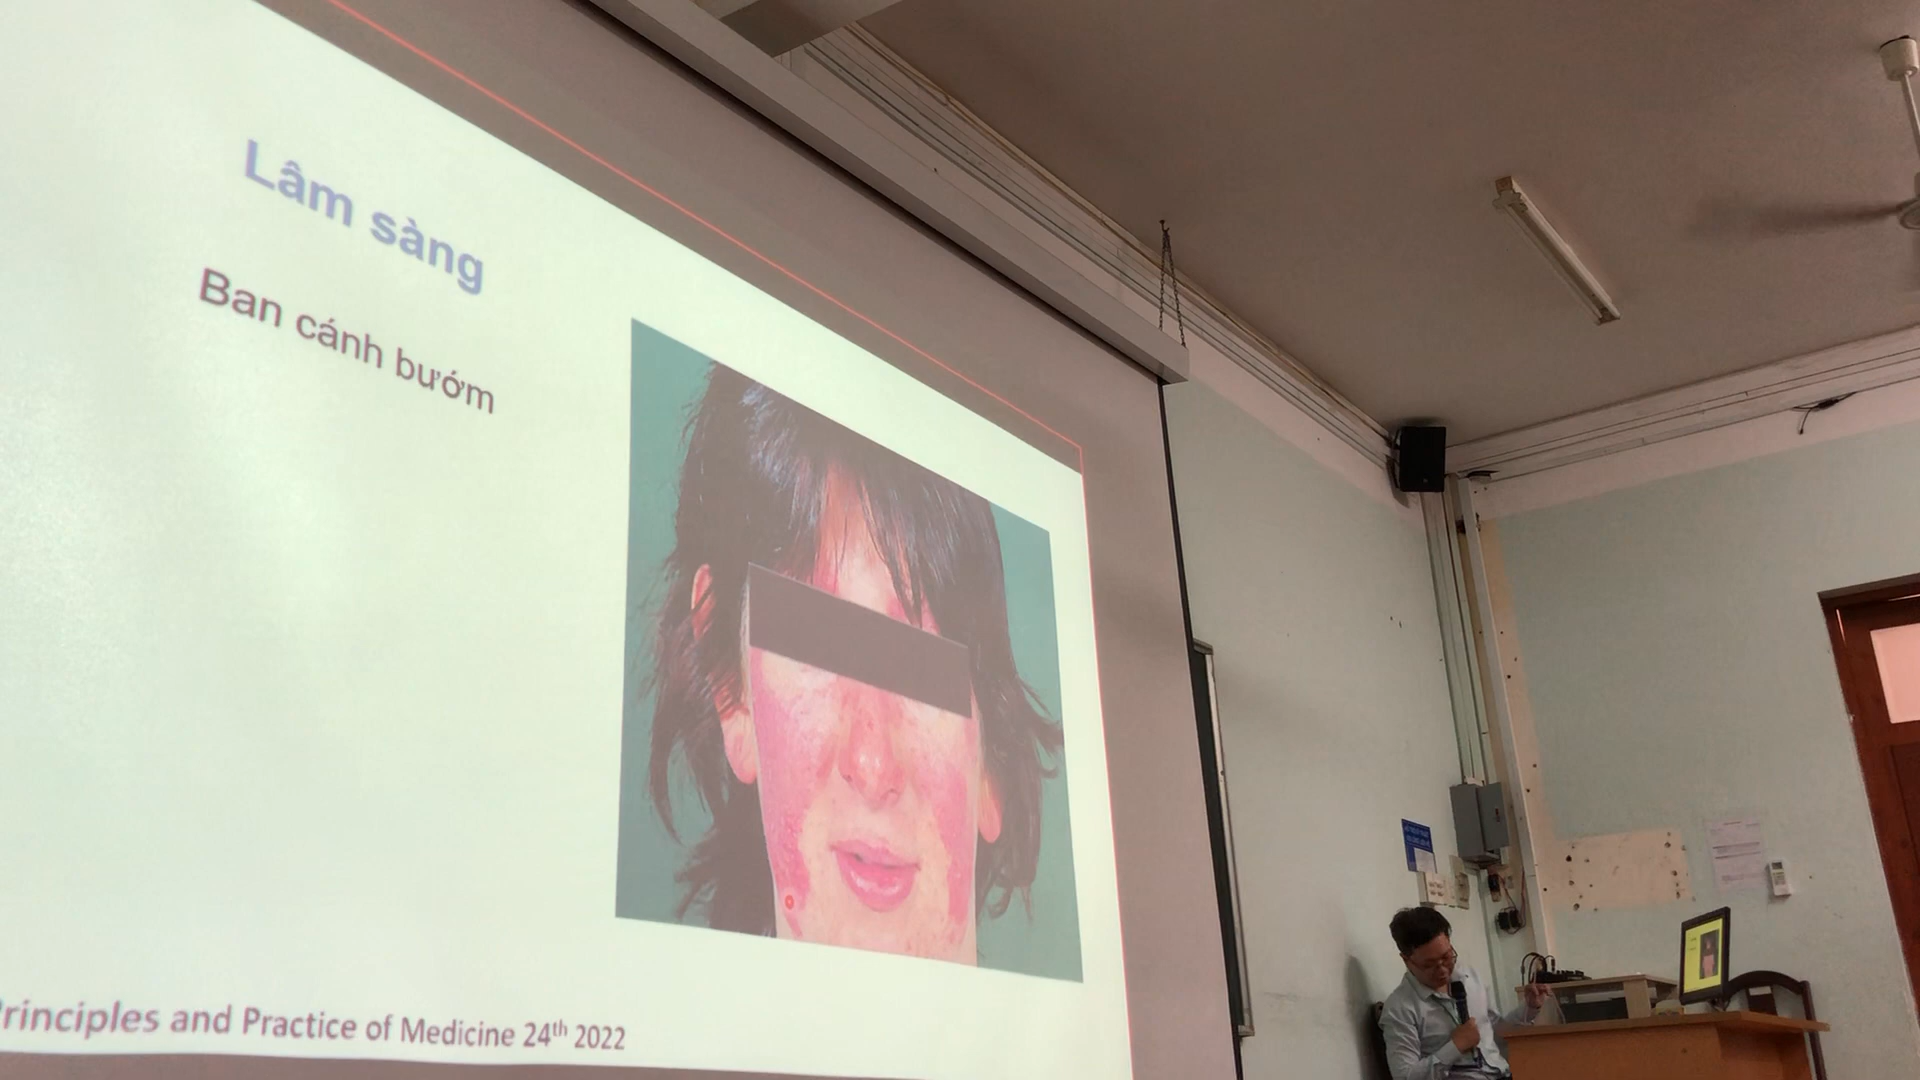 Lâm sàng
Ban cánh bướm
Principles and Practice of Medicine 24th 2022